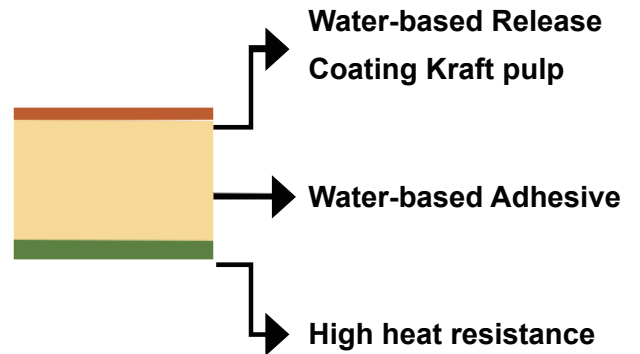 Water-based Release
Coating Kraft pulp
Water-based Adhesive
High heat resistance